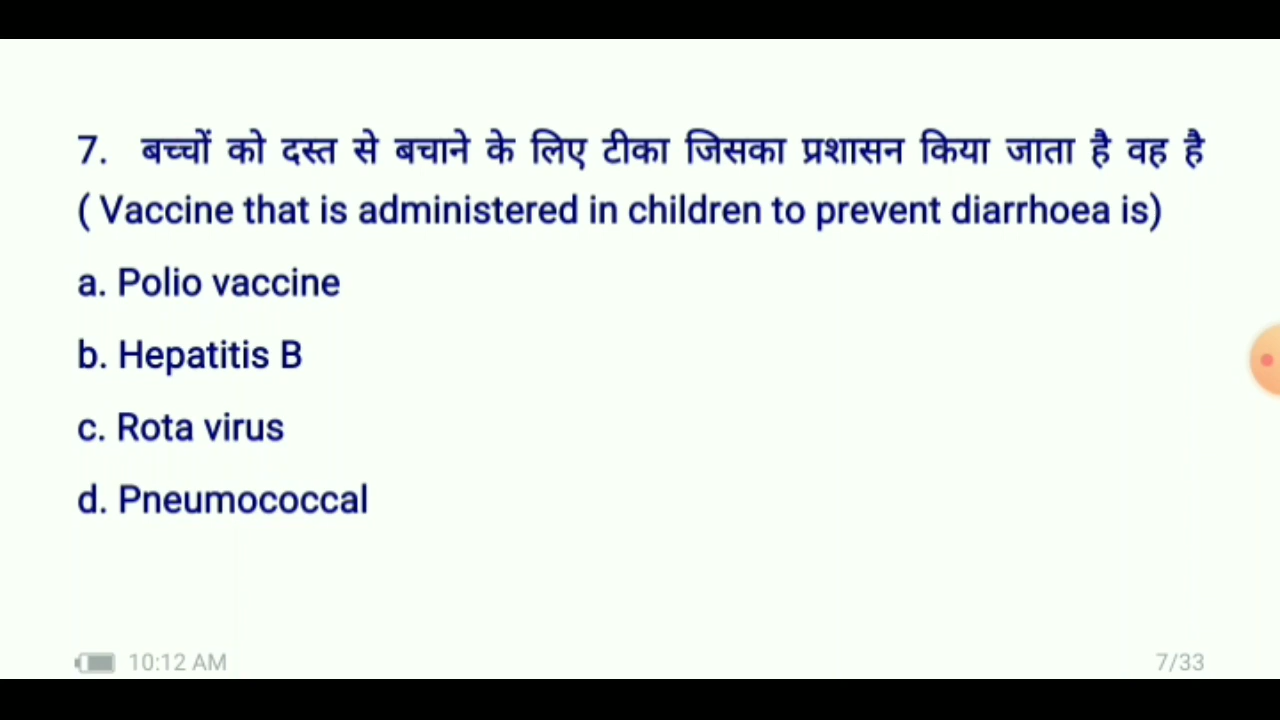 7. बच्चों को दस्त से बचाने के लिए टीका जिसका प्रशासन किया जाता है वह है
( Vaccine that is administered in children to prevent diarrhoea is)
a. Polio vaccine
b. Hepatitis B
c. Rota virus
d. Pneumococcal
10:12 AM
7/33